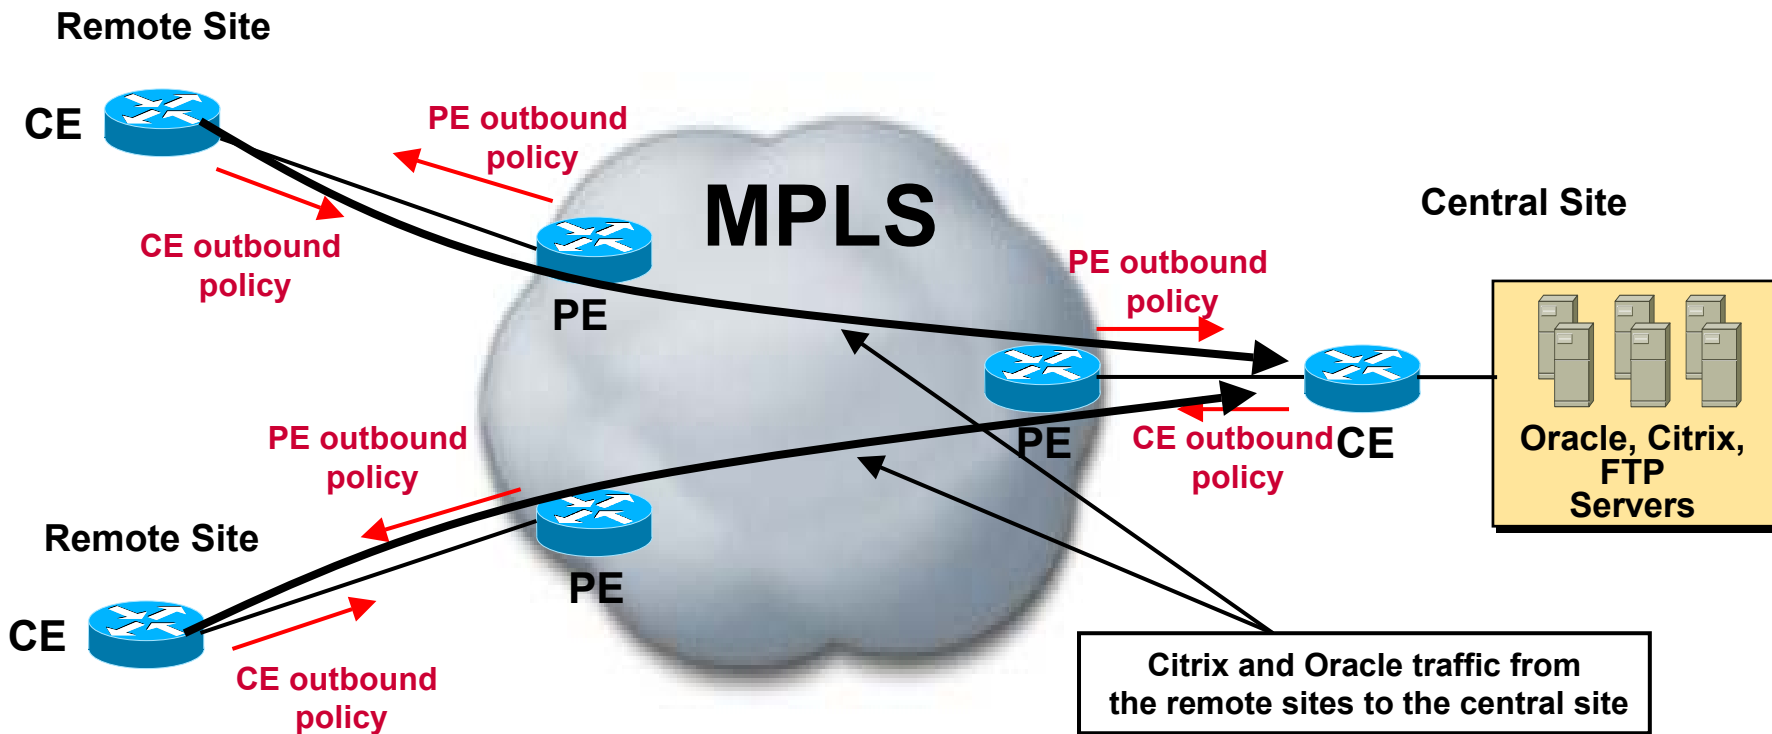 Remote Site
CE
PE outbound
policy
CE outbound
policy
PE
MPLS
Central Site
PE outbound
policy
PE
CE outbound
policy
CE
Oracle, Citrix,
FTP
Servers
PE outbound
policy
Remote Site
PE
CE
CE outbound
policy
Citrix and Oracle traffic from
the remote sites to the central site